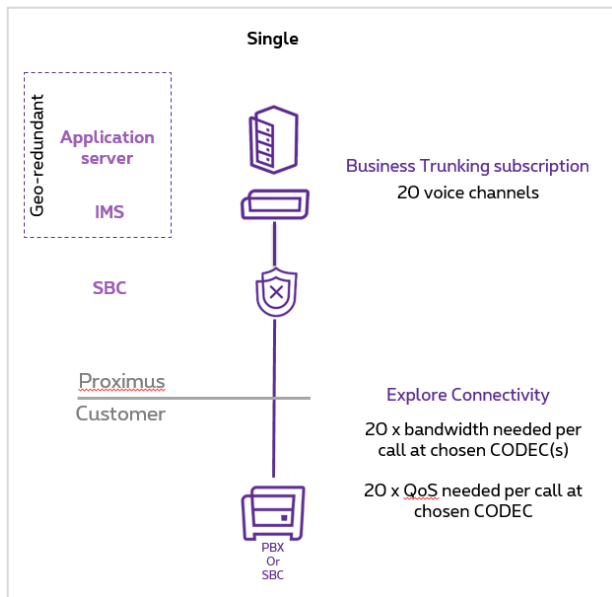 Single
Geo-redundant
Application
server
IMS
Business Trunking subscription
20 voice channels
SBC
Proximus
Customer
Explore Connectivity
20 x bandwidth needed per
call at chosen CODEC(s)
20 x QoS needed per call at
chosen CODEC
PBX
Or
SBC